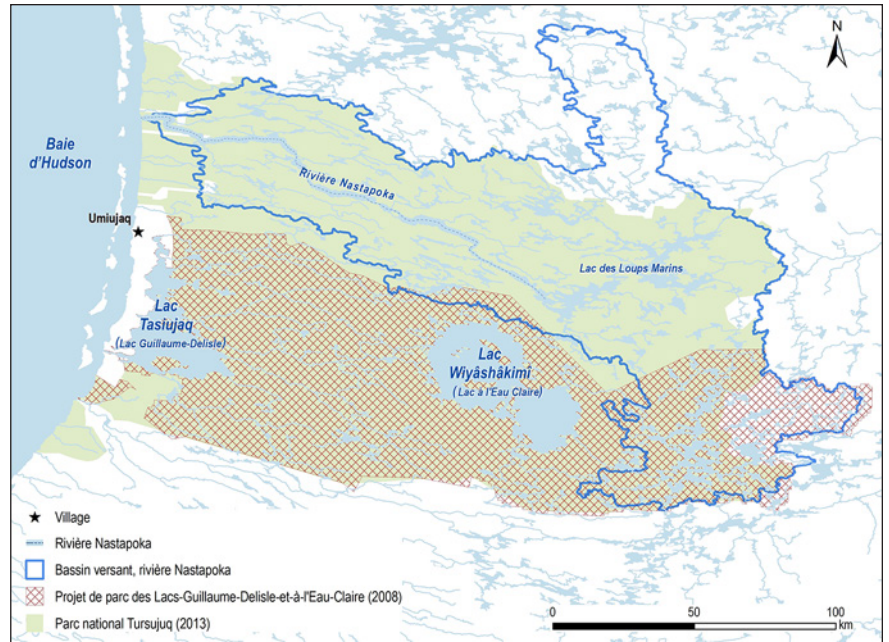 N
Baie
d'Hudson
Rivière Nastapoka
Umiujaq
Lac des Loups Marins
Lac
Tasiujaq
(Lac Guillaume-Delisle)
Lac
Wiyâshâkimî
(Lac à l'Eau Claire)
Village
Rivière Nastapoka
Bassin versant, rivière Nastapoka
Projet de parc des Lacs-Guillaume-Delisle-et-à-l'Eau-Claire (2008)
Parc national Tursujuq (2013)
0 50 100
km